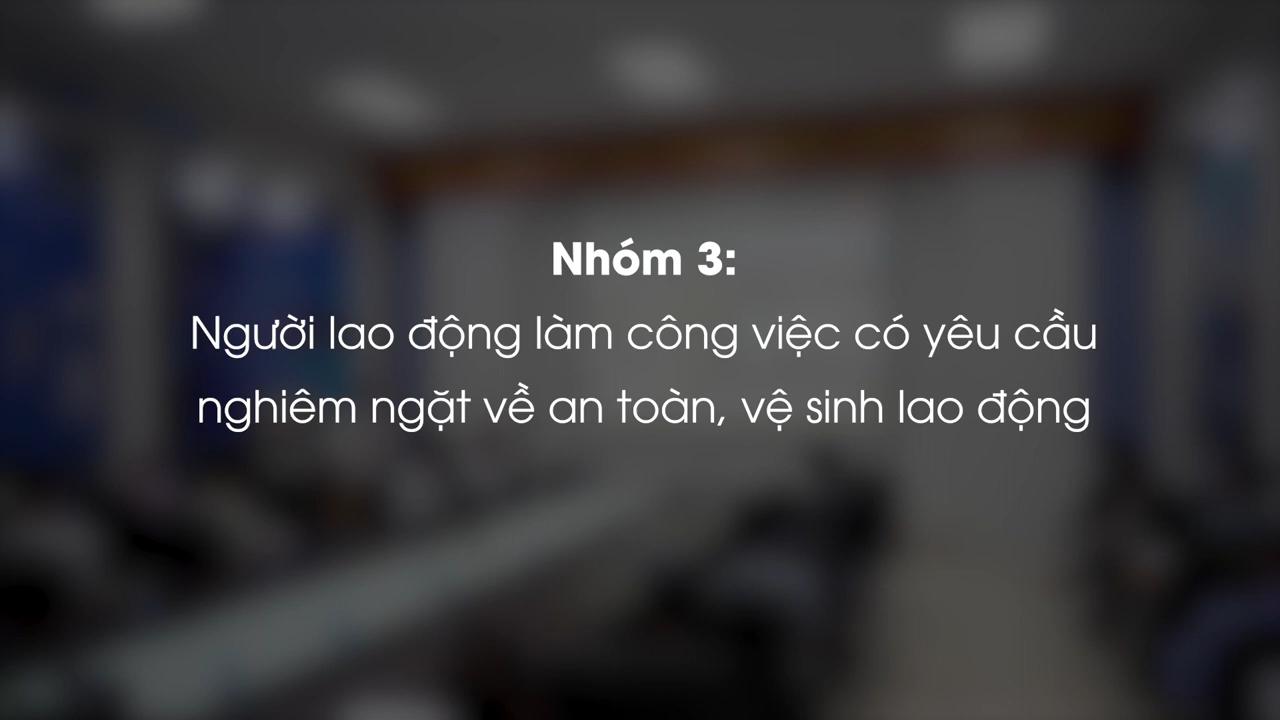 Nhóm 3:
Người lao động làm công việc có yêu cầu
nghiêm ngặt về an toàn, vệ sinh lao động